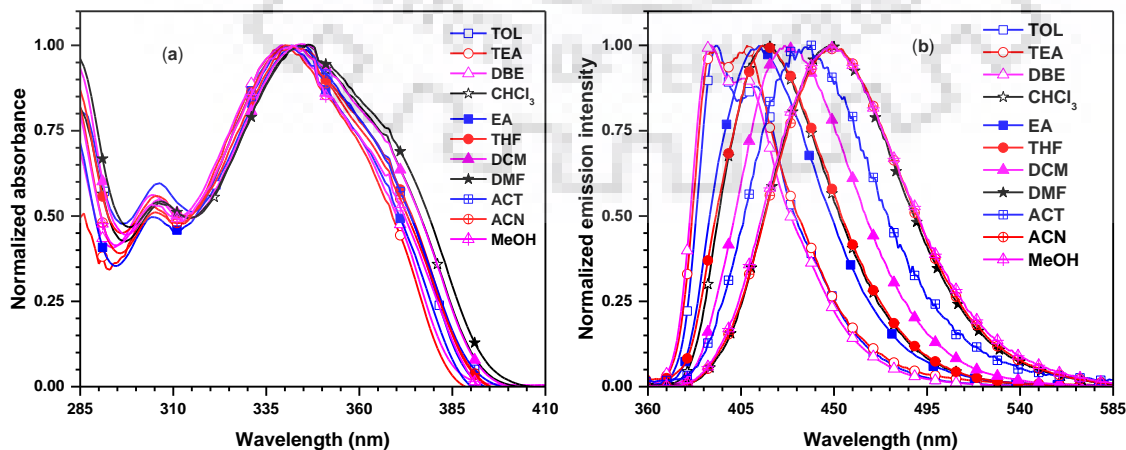 (a)
1.00
0.75
0.50
0.25
0.00
Normalized absorbance
285 310 335 360 385 410
Wavelength (nm)
TOL
TEA
DBE
CHCl₃
EA
THF
DCM
DMF
ACT
ACN
MeOH
(b)
1.00
0.75
0.50
0.25
0.00
Normalized emission intensity
360 405 450 495 540 585
Wavelength (nm)
TOL
TEA
DBE
CHCl₃
EA
THF
DCM
DMF
ACT
ACN
MeOH